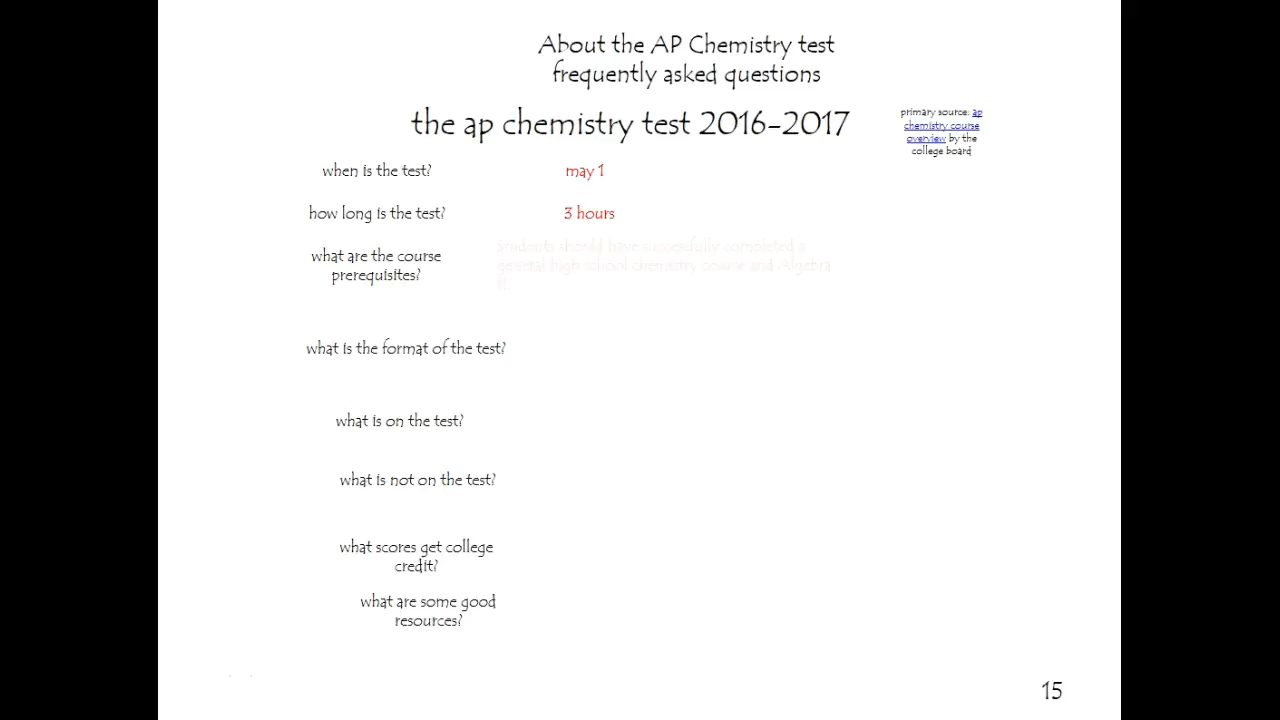 About the AP Chemistry test
frequently asked questions
the ap chemistry test 2016-2017
primary source: ap
chemistry course
overview by the
college board
when is the test?
may 1
how long is the test?
3 hours
what are the course
prerequisites?
Students should have successfully completed a
general high school chemistry course and Algebra
II.
what is the format of the test?
what is on the test?
what is not on the test?
what scores get college
credit?
what are some good
resources?
15